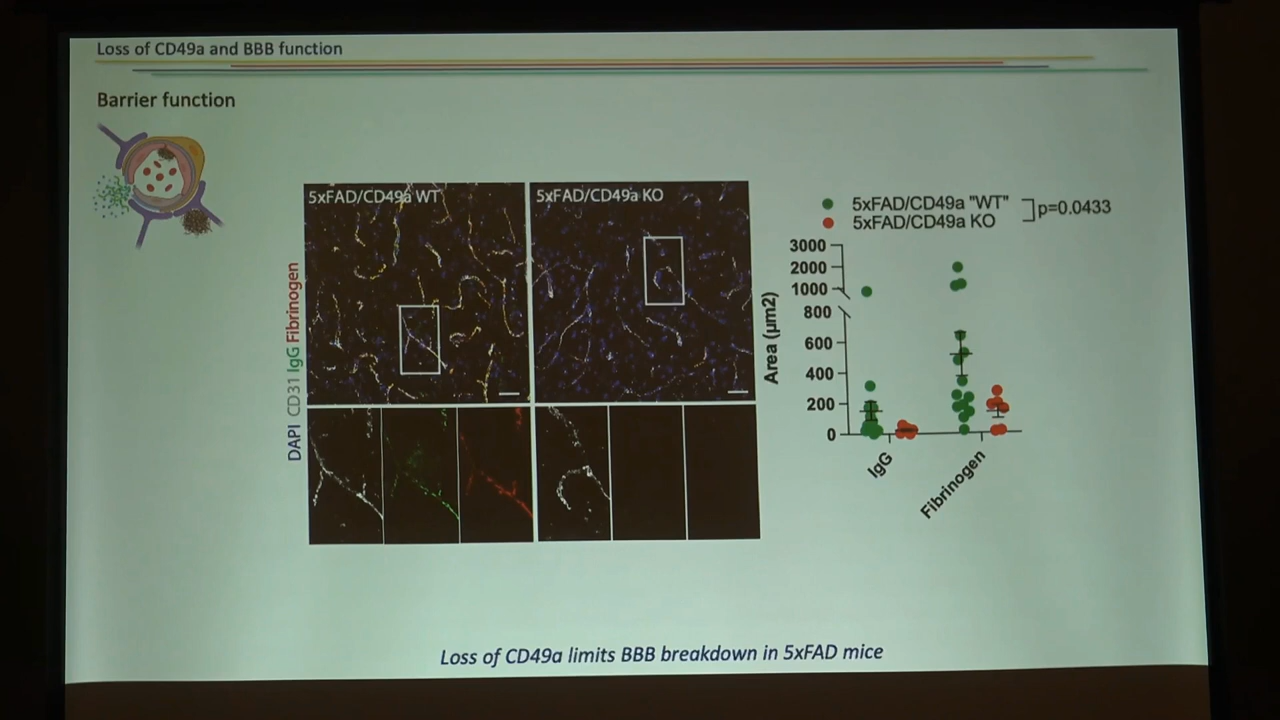 Loss of CD49a and BBB function
Barrier function
5xFAD/CD49a WT
5xFAD/CD49a KO
DAPI CD31 IgG Fibrinogen
5xFAD/CD49a "WT"
5xFAD/CD49a KO
p=0.0433
Area (µm2)
3000
2000
1000
800
600
400
200
0
IgG
Fibrinogen
Loss of CD49a limits BBB breakdown in 5xFAD mice